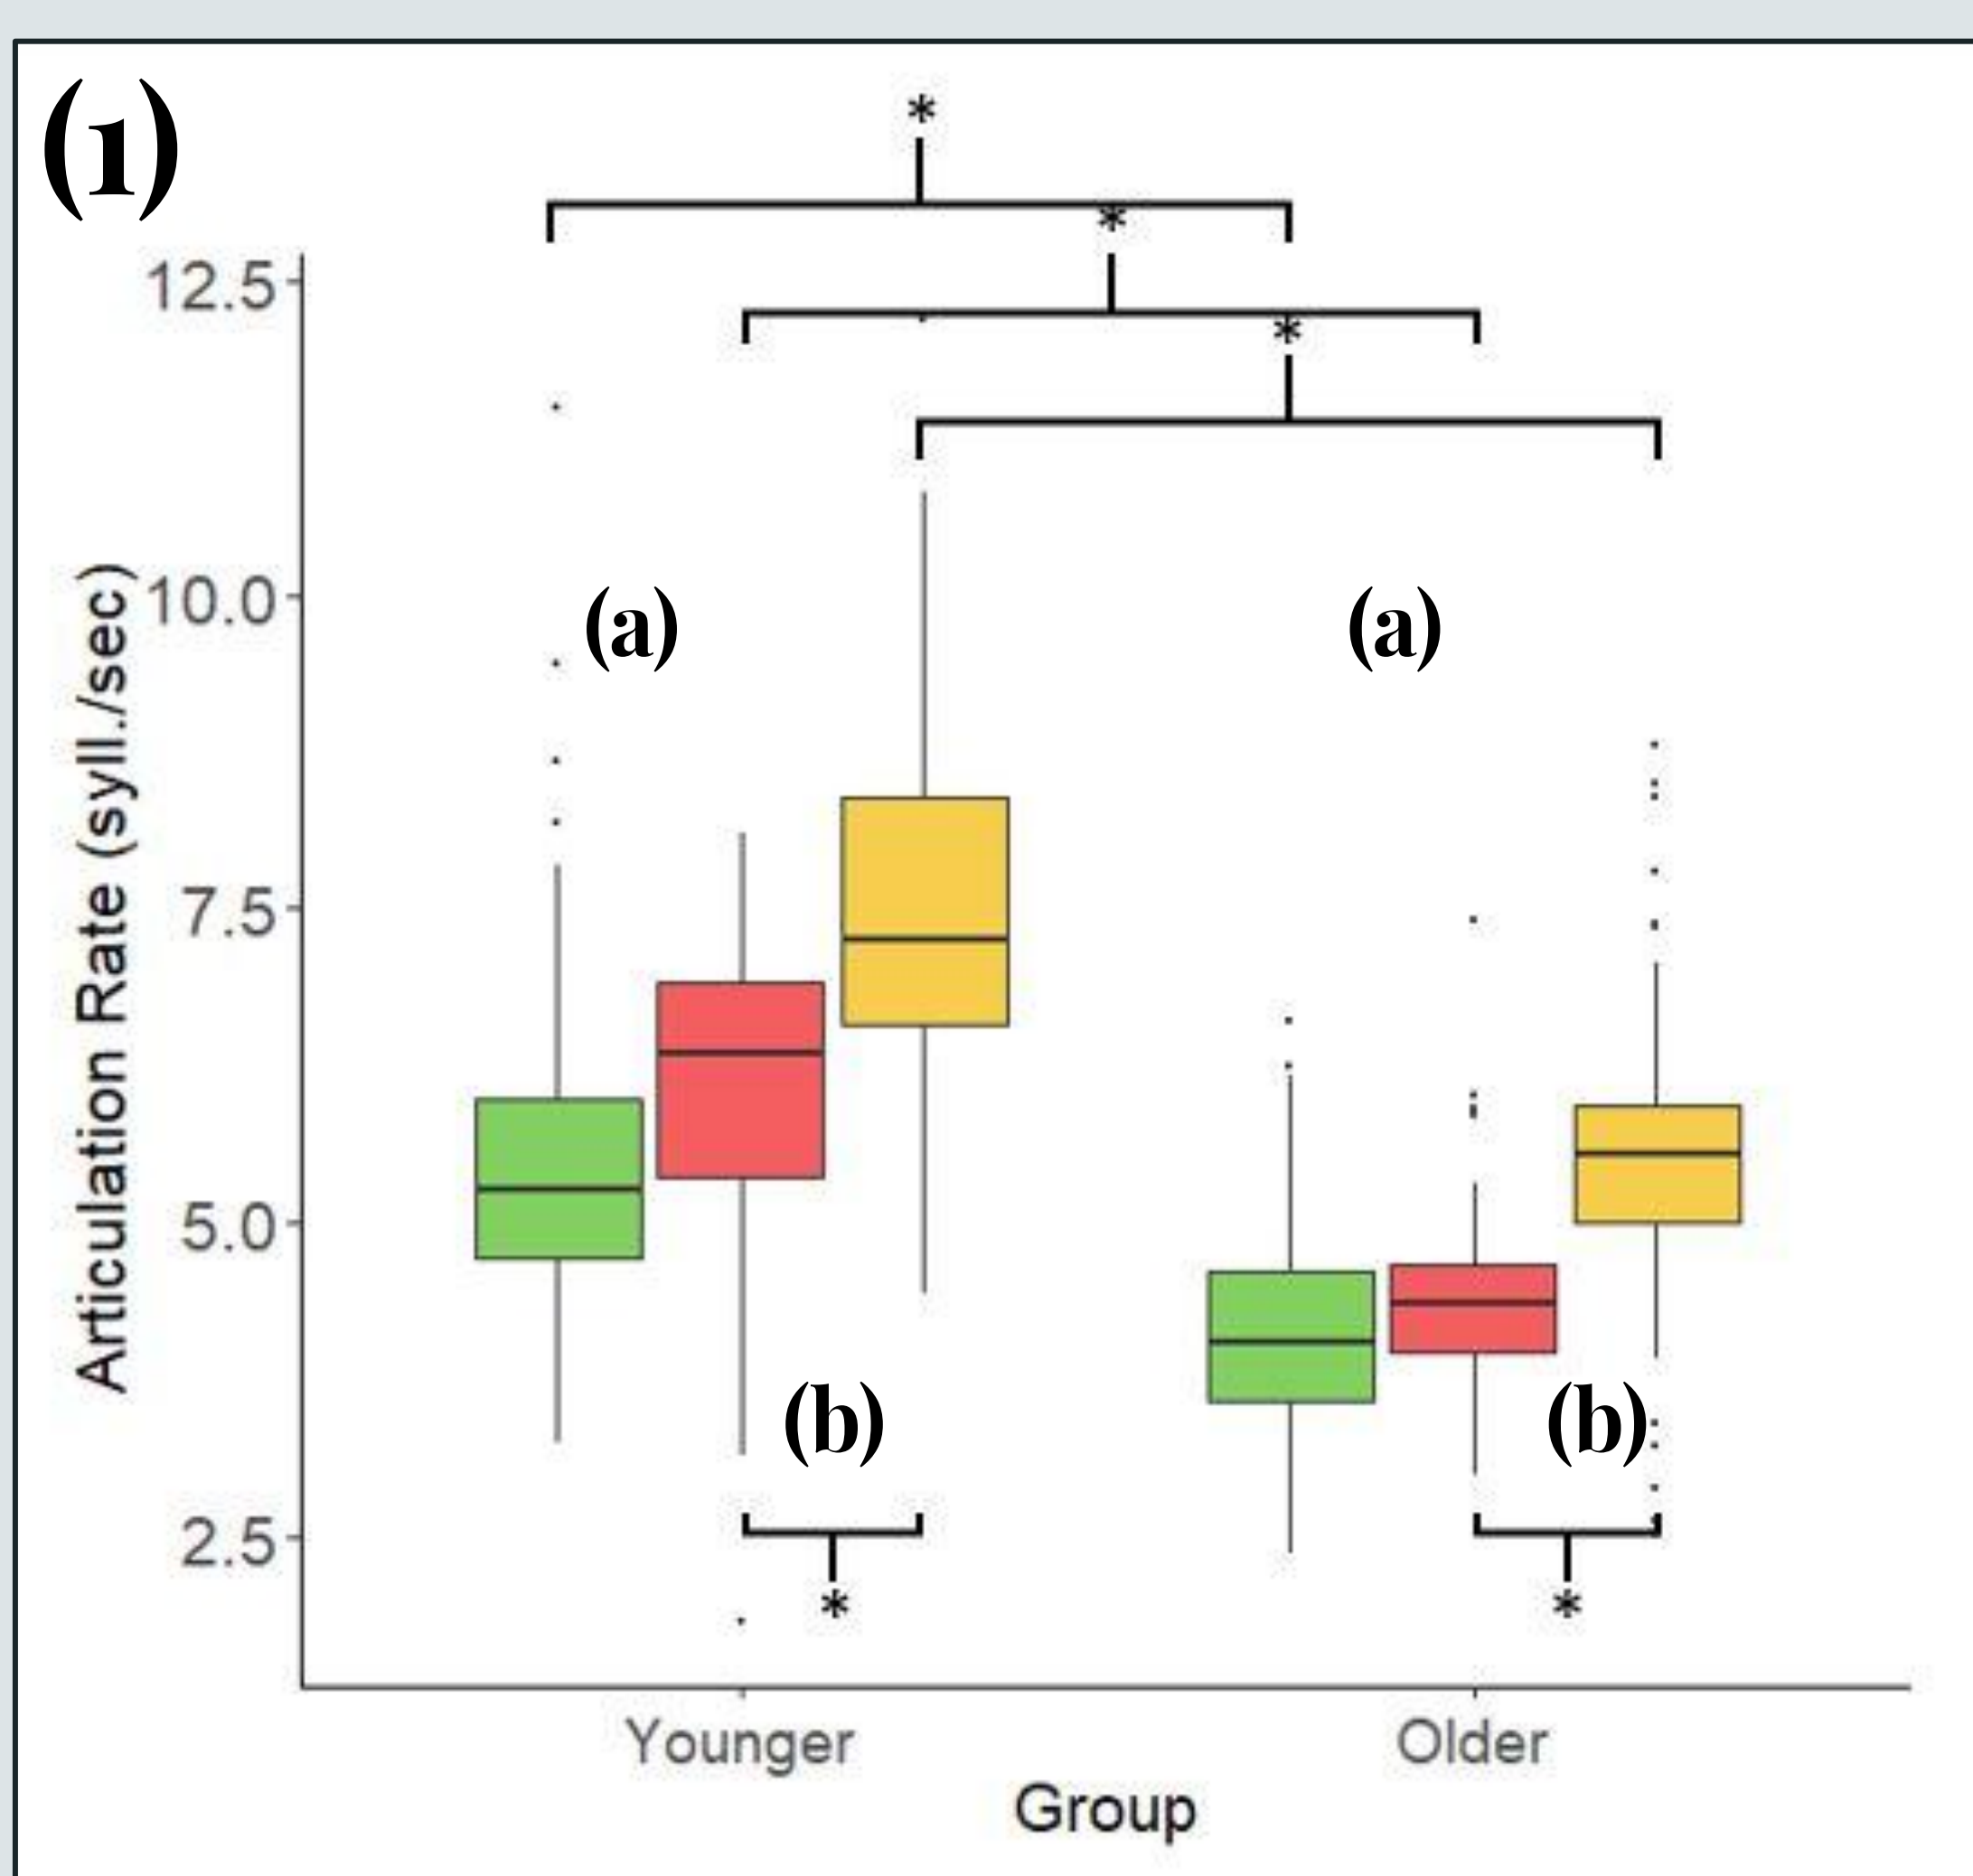 (1)
*
*
*
12.5
10.0
7.5
5.0
2.5
Articulation Rate (syll./sec)
(a)
(a)
(b)
(b)
*
*
Younger
Older
Group